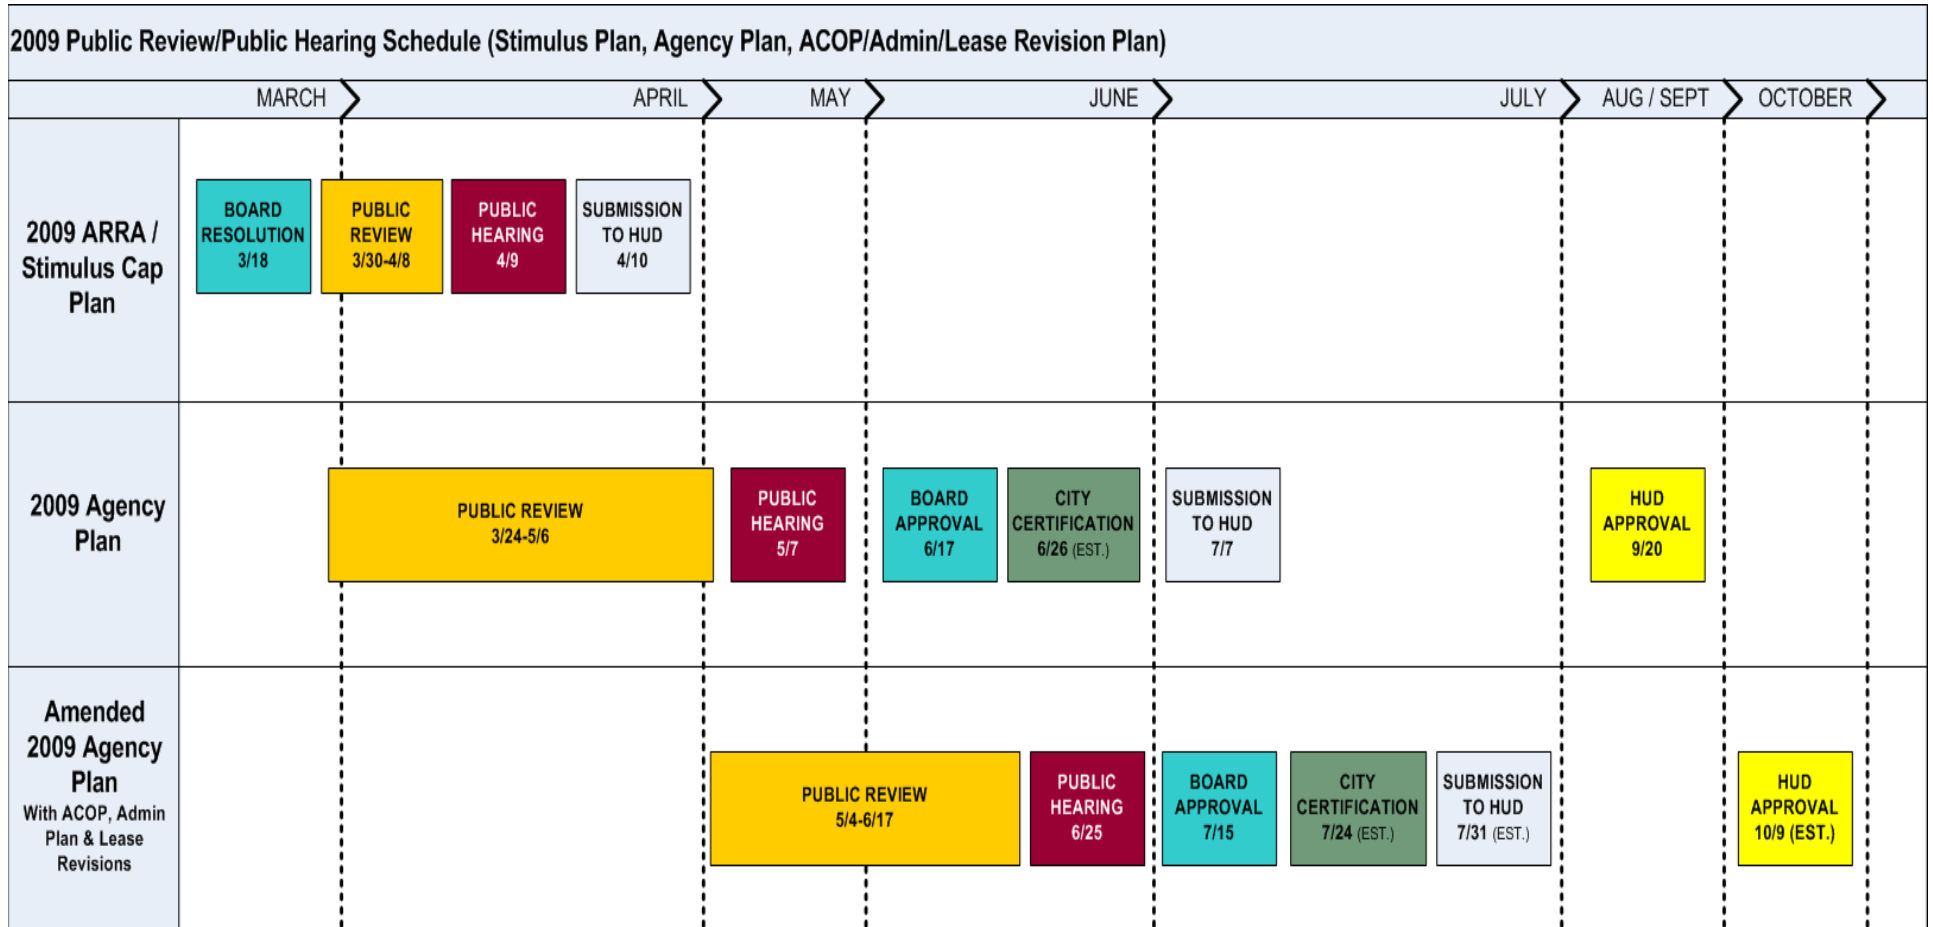 2009 Public Review/Public Hearing Schedule (Stimulus Plan, Agency Plan, ACOP/Admin/Lease Revision Plan)
MARCH
APRIL
MAY
JUNE
JULY
AUG / SEPT
OCTOBER
2009 ARRA /
Stimulus Cap
Plan
BOARD
RESOLUTION
3/18
PUBLIC
REVIEW
3/30-4/8
PUBLIC
HEARING
4/9
SUBMISSION
TO HUD
4/10
2009 Agency
Plan
PUBLIC REVIEW
3/24-5/6
PUBLIC
HEARING
5/7
BOARD
APPROVAL
6/17
CITY
CERTIFICATION
6/26 (EST.)
SUBMISSION
TO HUD
7/7
HUD
APPROVAL
9/20
Amended
2009 Agency
Plan
With ACOP, Admin
Plan & Lease
Revisions
PUBLIC REVIEW
5/4-6/17
PUBLIC
HEARING
6/25
BOARD
APPROVAL
7/15
CITY
CERTIFICATION
7/24 (EST.)
SUBMISSION
TO HUD
7/31 (EST.)
HUD
APPROVAL
10/9 (EST.)